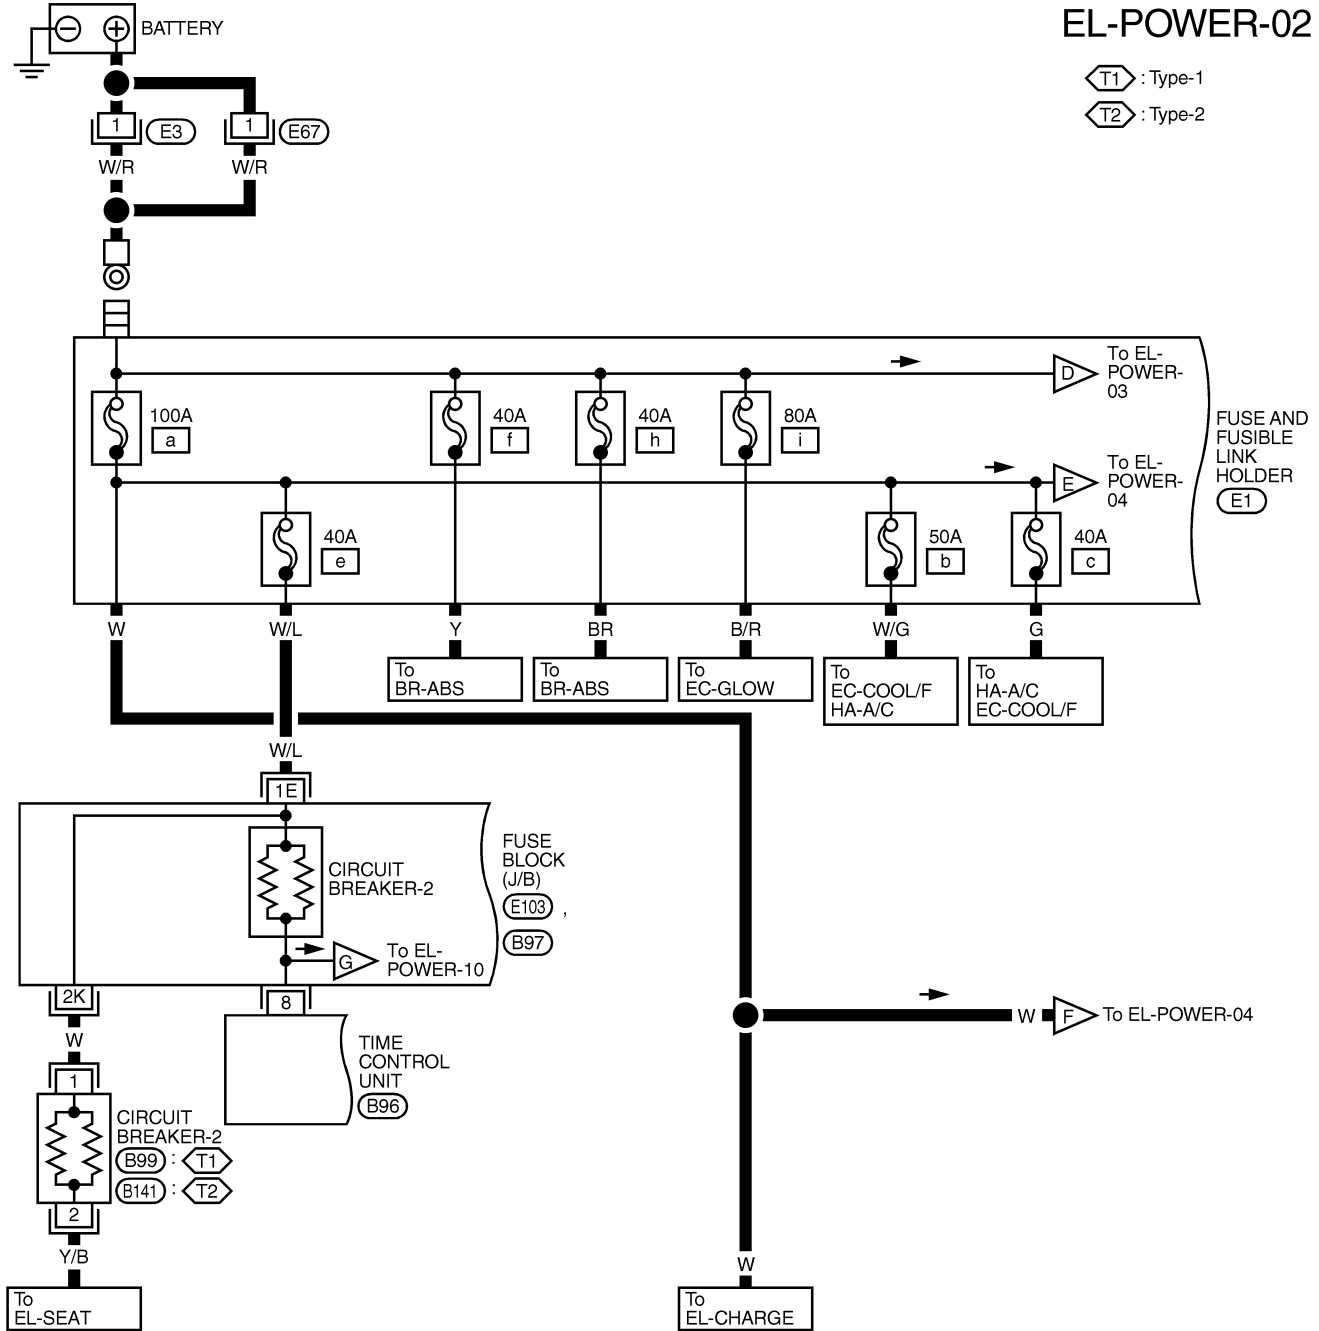 EL-POWER-02
BATTERY
T1 : Type-1
T2 : Type-2
1 E3 1 E67
W/R W/R
To EL-
POWER-
03
D
100A
a
40A
f
40A
h
80A
i
To EL-
POWER-
04
E
FUSE AND
FUSIBLE
LINK
HOLDER
E1
40A
e
50A
b
40A
c
W W/L Y BR B/R W/G G
To
BR-ABS
To
BR-ABS
To
EC-GLOW
To
EC-COOL/F
HA-A/C
To
HA-A/C
EC-COOL/F
W/L
1E
CIRCUIT
BREAKER-2
FUSE
BLOCK
(J/B)
E103 ,
B97
G
To EL-
POWER-10
2K
8
W
TIME
CONTROL
UNIT
B96
W
F
To EL-POWER-04
1
CIRCUIT
BREAKER-2
B99 : T1
B141 : T2
2
Y/B
To
EL-SEAT
W
To
EL-CHARGE